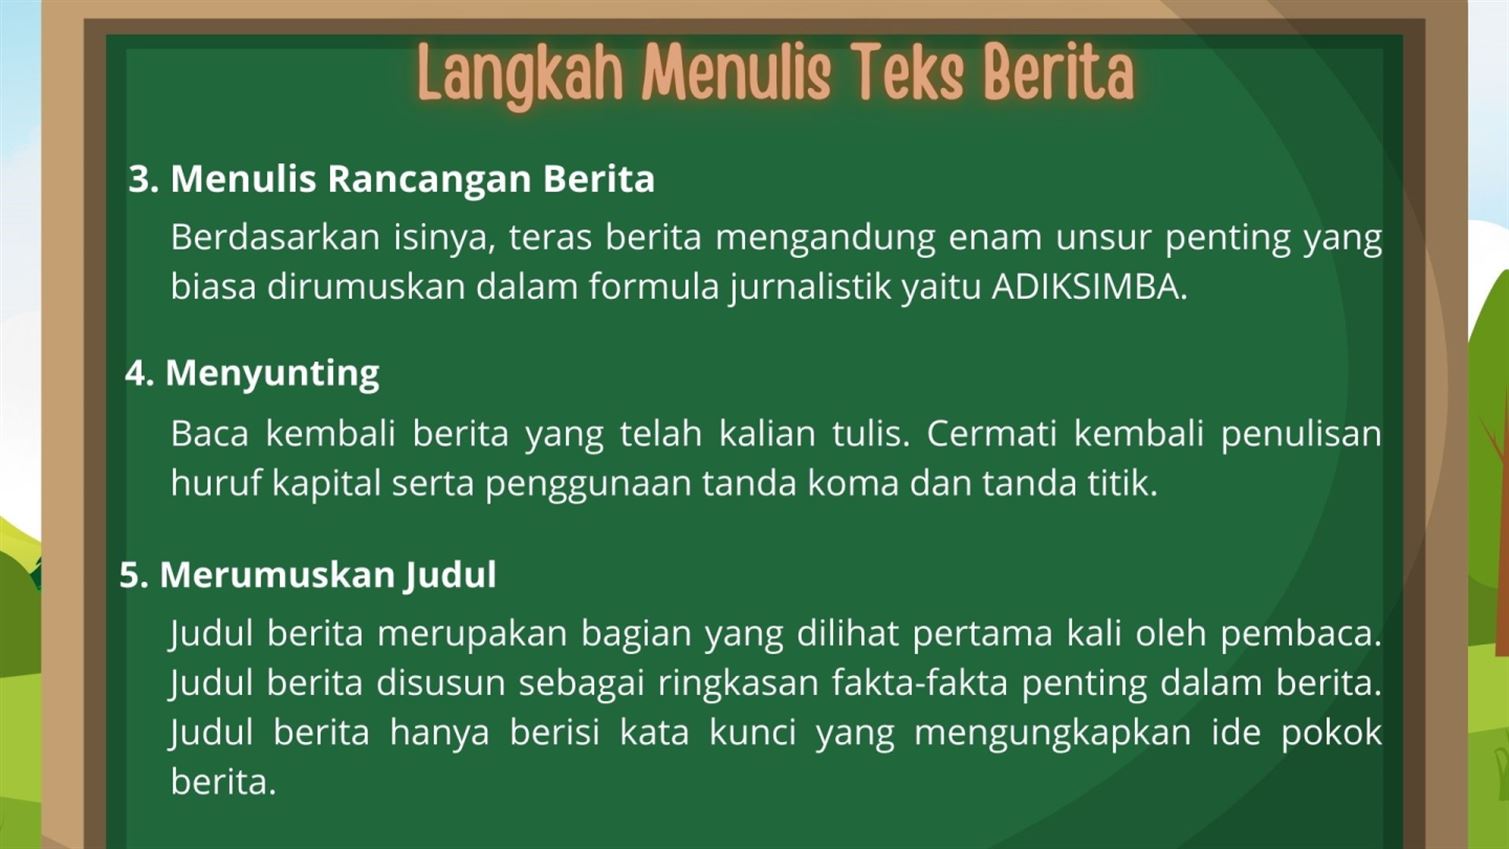 Langkah Menulis Teks Berita
3. Menulis Rancangan Berita
Berdasarkan isinya, teras berita mengandung enam unsur penting yang
biasa dirumuskan dalam formula jurnalistik yaitu ADIKSIMBA.
4. Menyunting
Baca kembali berita yang telah kalian tulis. Cermati kembali penulisan
huruf kapital serta penggunaan tanda koma dan tanda titik.
5. Merumuskan Judul
Judul berita merupakan bagian yang dilihat pertama kali oleh pembaca.
Judul berita disusun sebagai ringkasan fakta-fakta penting dalam berita.
Judul berita hanya berisi kata kunci yang mengungkapkan ide pokok
berita.